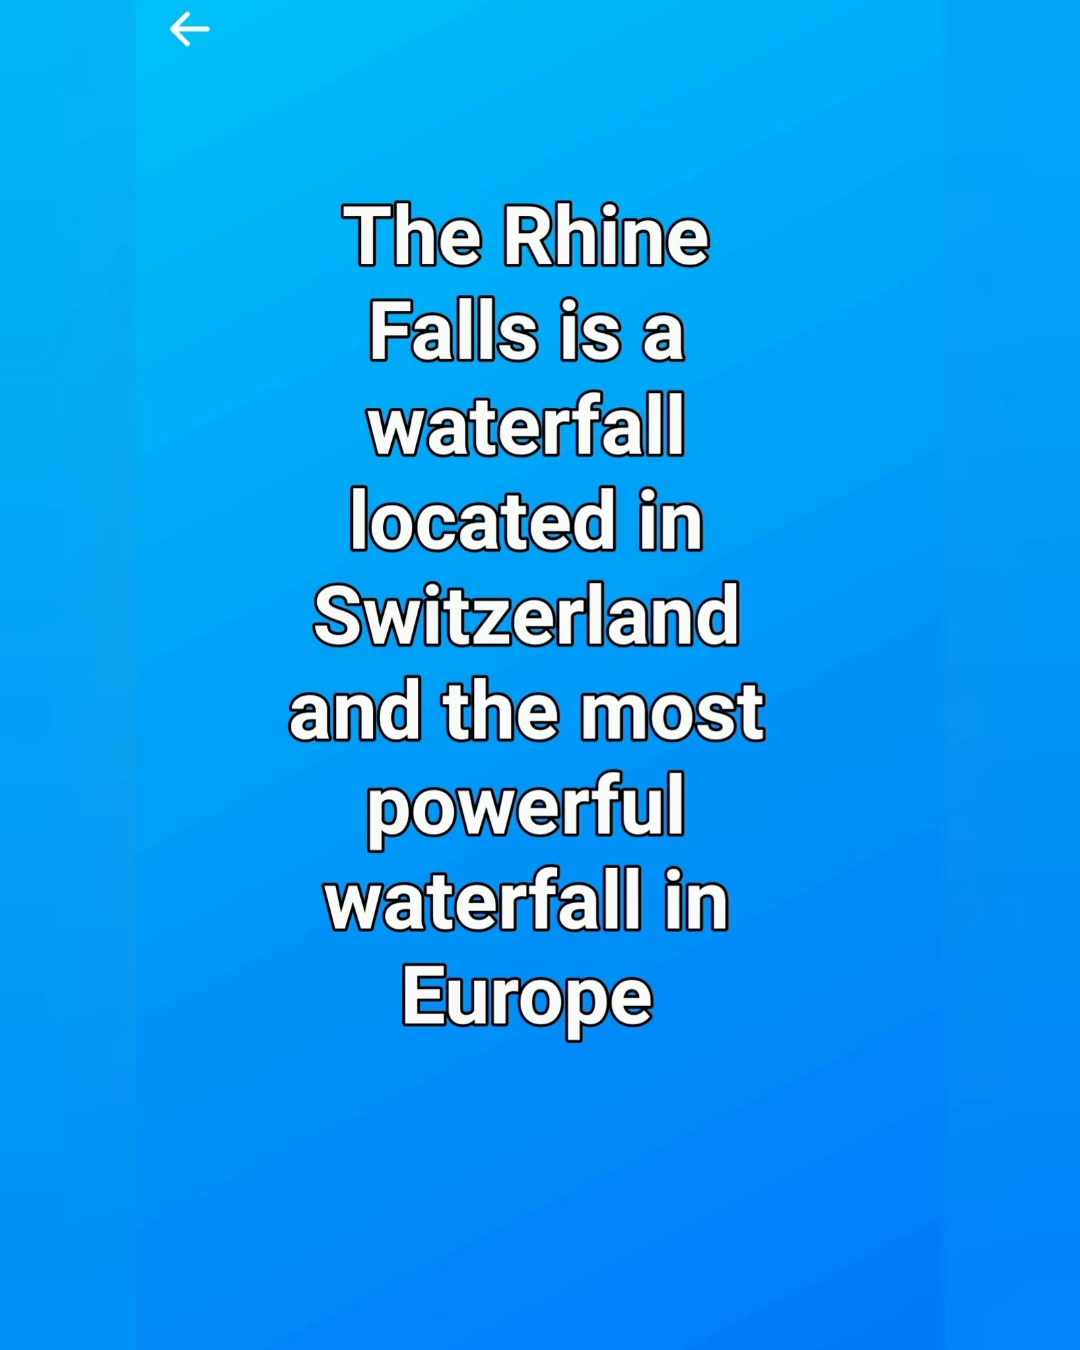 The Rhine
Falls is a
waterfall
located in
Switzerland
and the most
powerful
waterfall in
Europe